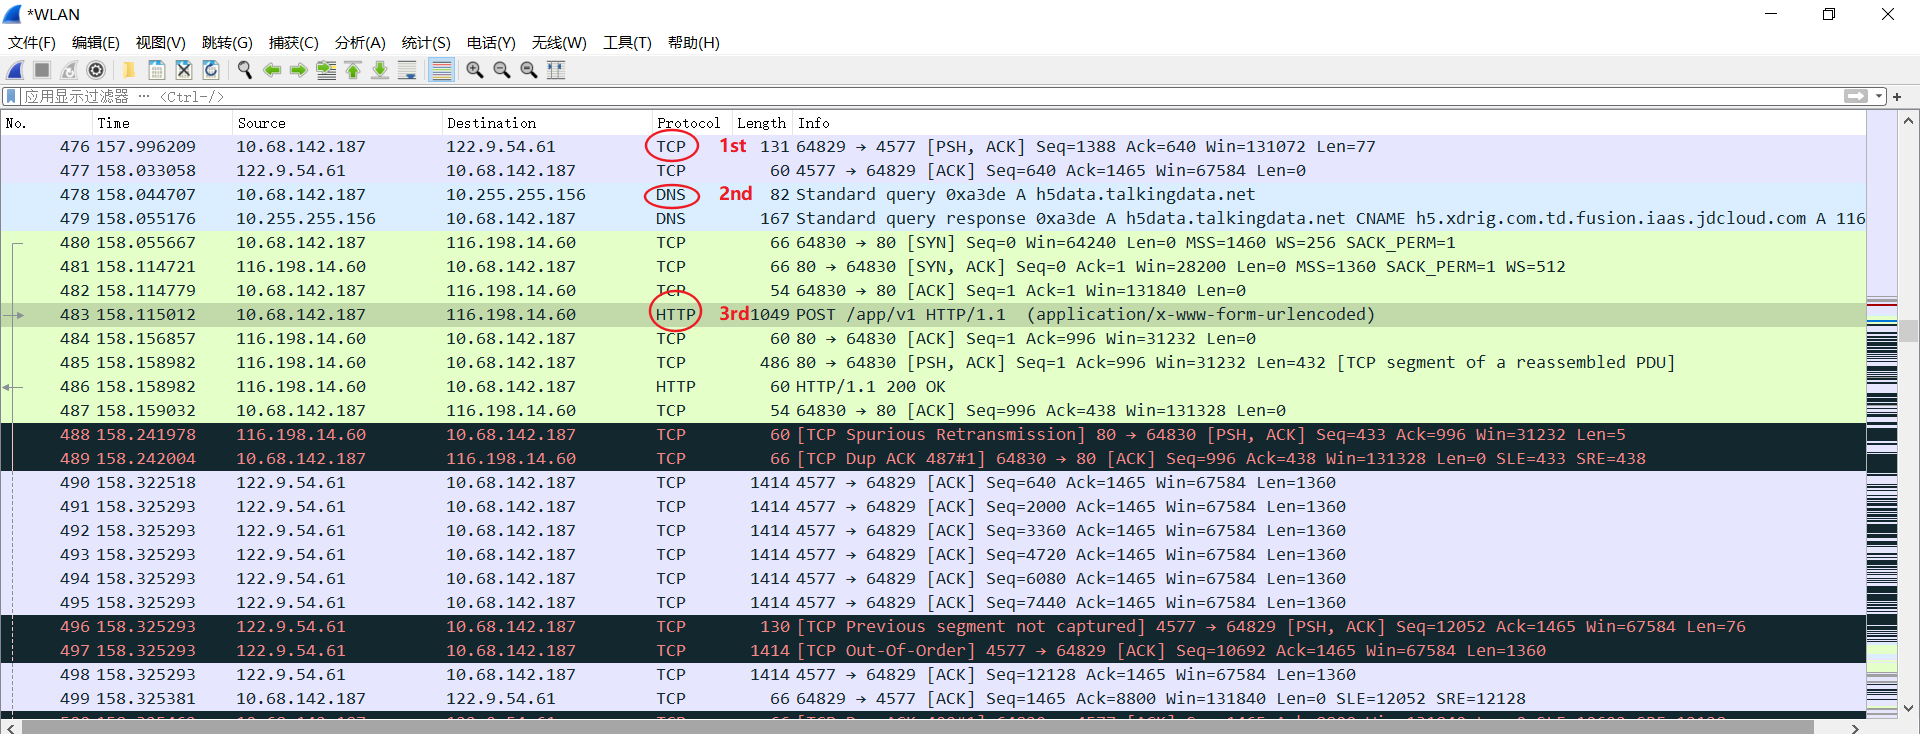 *WLAN
文件(F) 编辑(E) 视图(V) 跳转(G) 捕获(C) 分析(A) 统计(S) 电话(Y) 无线(W) 工具(T) 帮助(H)
应用显示过滤器 … <Ctrl-/>
No. Time Source Destination Protocol Length Info
476 157.996209 10.68.142.187 122.9.54.61 TCP 1st 131 64829 → 4577 [PSH, ACK] Seq=1388 Ack=640 Win=131072 Len=77
477 158.033058 122.9.54.61 10.68.142.187 TCP 60 4577 → 64829 [ACK] Seq=640 Ack=1465 Win=67584 Len=0
478 158.044707 10.68.142.187 10.255.255.156 DNS 2nd 82 Standard query 0xa3de A h5data.talkingdata.net
479 158.055176 10.255.255.156 10.68.142.187 DNS 167 Standard query response 0xa3de A h5data.talkingdata.net CNAME h5.xdrig.com.td.fusion.iaas.jdcloud.com A 116
480 158.055667 10.68.142.187 116.198.14.60 TCP 66 64830 → 80 [SYN] Seq=0 Win=64240 Len=0 MSS=1460 WS=256 SACK_PERM=1
481 158.114721 116.198.14.60 10.68.142.187 TCP 66 80 → 64830 [SYN, ACK] Seq=0 Ack=1 Win=28200 Len=0 MSS=1360 SACK_PERM=1 WS=512
482 158.114779 10.68.142.187 116.198.14.60 TCP 54 64830 → 80 [ACK] Seq=1 Ack=1 Win=131840 Len=0
483 158.115012 10.68.142.187 116.198.14.60 HTTP 3rd 1049 POST /app/v1 HTTP/1.1 (application/x-www-form-urlencoded)
484 158.156857 116.198.14.60 10.68.142.187 TCP 60 80 → 64830 [ACK] Seq=1 Ack=996 Win=31232 Len=0
485 158.158982 116.198.14.60 10.68.142.187 TCP 486 80 → 64830 [PSH, ACK] Seq=1 Ack=996 Win=31232 Len=432 [TCP segment of a reassembled PDU]
486 158.158982 116.198.14.60 10.68.142.187 HTTP 60 HTTP/1.1 200 OK
487 158.159032 10.68.142.187 116.198.14.60 TCP 54 64830 → 80 [ACK] Seq=996 Ack=438 Win=131328 Len=0
488 158.241978 116.198.14.60 10.68.142.187 TCP 60 [TCP Spurious Retransmission] 80 → 64830 [PSH, ACK] Seq=433 Ack=996 Win=31232 Len=5
489 158.242004 10.68.142.187 116.198.14.60 TCP 66 [TCP Dup ACK 487#1] 64830 → 80 [ACK] Seq=996 Ack=438 Win=131328 Len=0 SLE=433 SRE=438
490 158.322518 122.9.54.61 10.68.142.187 TCP 1414 4577 → 64829 [ACK] Seq=640 Ack=1465 Win=67584 Len=1360
491 158.325293 122.9.54.61 10.68.142.187 TCP 1414 4577 → 64829 [ACK] Seq=2000 Ack=1465 Win=67584 Len=1360
492 158.325293 122.9.54.61 10.68.142.187 TCP 1414 4577 → 64829 [ACK] Seq=3360 Ack=1465 Win=67584 Len=1360
493 158.325293 122.9.54.61 10.68.142.187 TCP 1414 4577 → 64829 [ACK] Seq=4720 Ack=1465 Win=67584 Len=1360
494 158.325293 122.9.54.61 10.68.142.187 TCP 1414 4577 → 64829 [ACK] Seq=6080 Ack=1465 Win=67584 Len=1360
495 158.325293 122.9.54.61 10.68.142.187 TCP 1414 4577 → 64829 [ACK] Seq=7440 Ack=1465 Win=67584 Len=1360
496 158.325293 122.9.54.61 10.68.142.187 TCP 130 [TCP Previous segment not captured] 4577 → 64829 [PSH, ACK] Seq=12052 Ack=1465 Win=67584 Len=76
497 158.325293 122.9.54.61 10.68.142.187 TCP 1414 [TCP Out-Of-Order] 4577 → 64829 [ACK] Seq=10692 Ack=1465 Win=67584 Len=1360
498 158.325293 122.9.54.61 10.68.142.187 TCP 1414 4577 → 64829 [ACK] Seq=12128 Ack=1465 Win=67584 Len=1360
499 158.325381 10.68.142.187 122.9.54.61 TCP 66 64829 → 4577 [ACK] Seq=1465 Ack=8800 Win=131840 Len=0 SLE=12052 SRE=12128